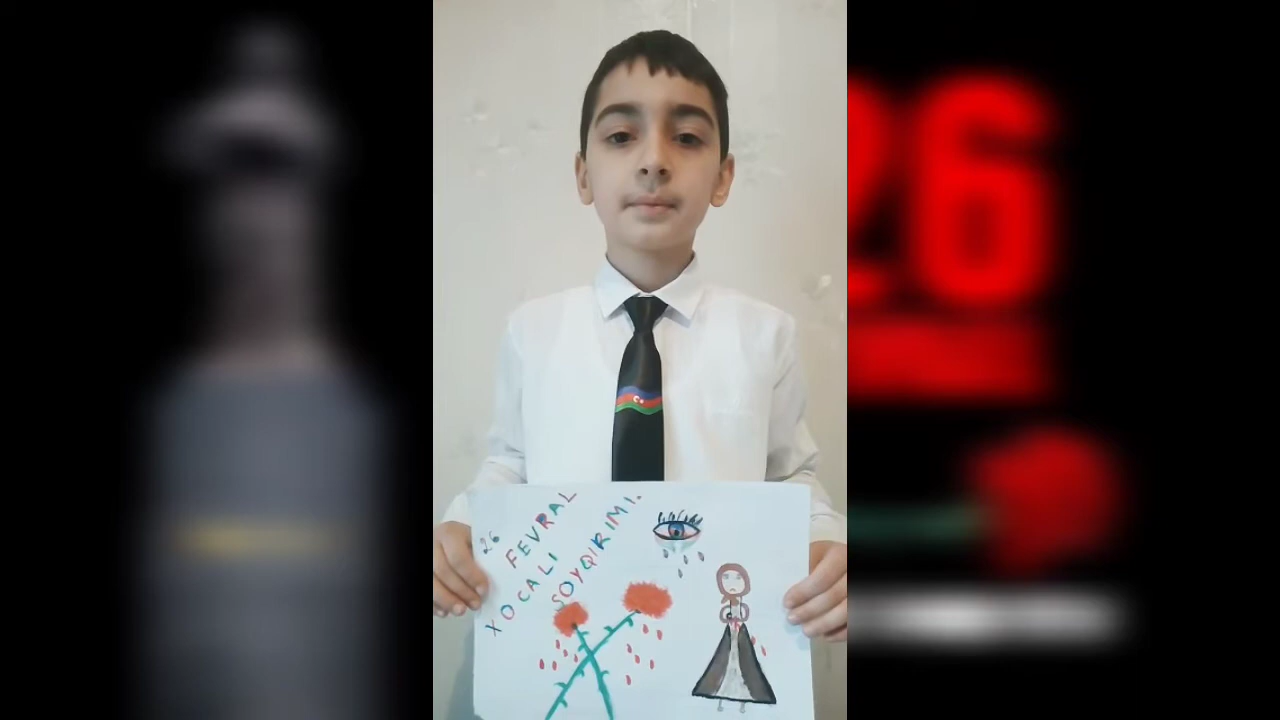 26
FEVRAL
XOCALI
SOYQIRIMI.
26